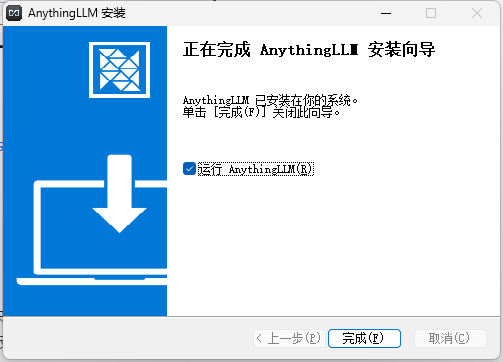 AnythingLLM 安装
正在完成 AnythingLLM 安装向导
AnythingLLM 已安装在你的系统。
单击 [完成(F)] 关闭此向导。
运行 AnythingLLM(R)
< 上一步(P)
完成(F)
取消(C)